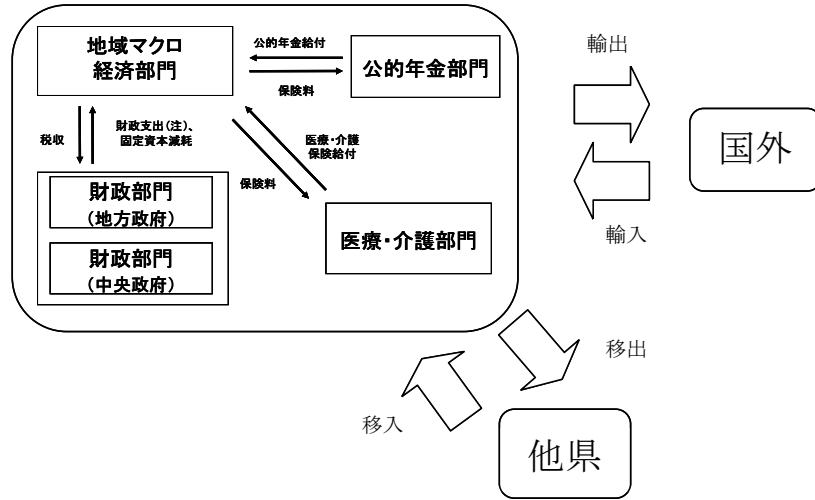 地域マクロ
経済部門
公的年金給付
保険料
公的年金部門
輸出
国外
輸入
税収
財政支出(注)、
固定資本減耗
医療・介護
保険給付
保険料
財政部門
(地方政府)
財政部門
(中央政府)
医療・介護部門
移出
移入
他県